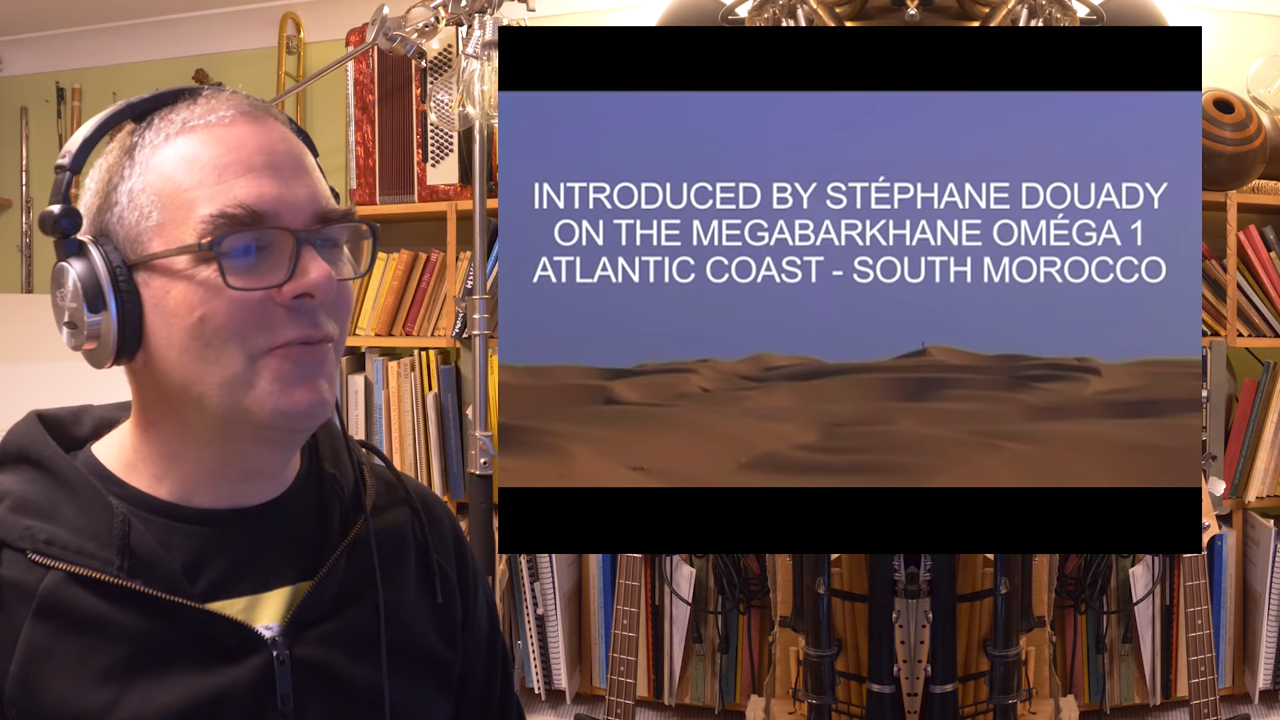 INTRODUCED BY STÉPHANE DOUADY
ON THE MEGABARKHANE OMÉGA 1
ATLANTIC COAST - SOUTH MOROCCO